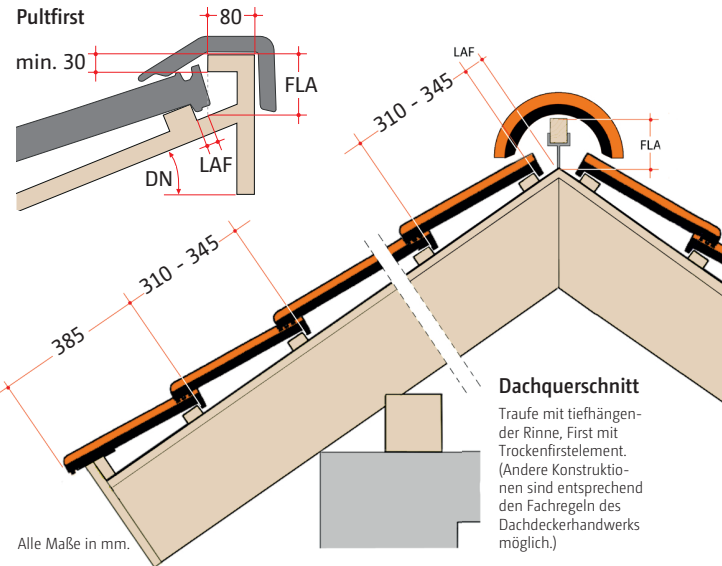 Pultfirst
80
min. 30
FLA
LAF
DN
LAF
310 - 345
FLA
310 - 345
385
Dachquerschnitt
Traufe mit tiefhängen-
der Rinne, First mit
Trockenfirstelement.
(Andere Konstruktio-
nen sind entsprechend
den Fachregeln des
Dachdeckerhandwerks
möglich.)
Alle Maße in mm.